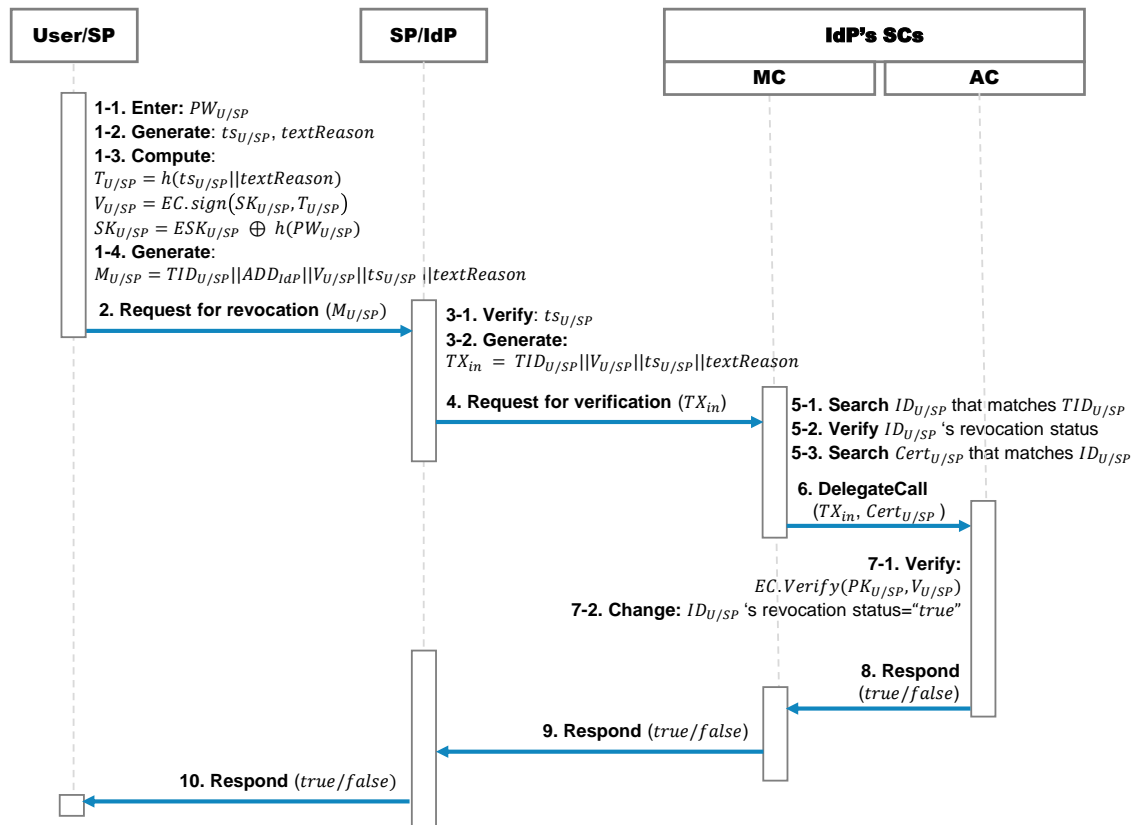 User/SP
SP/IdP
IdP's SCs
MC
AC
1-1. Enter: PW_{U/SP}
1-2. Generate: ts_{U/SP}, textReason
1-3. Compute:
T_{U/SP} = h(ts_{U/SP}||textReason)
V_{U/SP} = EC.sign(SK_{U/SP}, T_{U/SP})
SK_{U/SP} = ESK_{U/SP} ⊕ h(PW_{U/SP})
1-4. Generate:
M_{U/SP} = TID_{U/SP}||ADD_{IdP}||V_{U/SP}||ts_{U/SP}||textReason
2. Request for revocation (M_{U/SP})
3-1. Verify: ts_{U/SP}
3-2. Generate:
TX_{in} = TID_{U/SP}||V_{U/SP}||ts_{U/SP}||textReason
4. Request for verification (TX_{in})
5-1. Search ID_{U/SP} that matches TID_{U/SP}
5-2. Verify ID_{U/SP} 's revocation status
5-3. Search Cert_{U/SP} that matches ID_{U/SP}
6. DelegateCall
(TX_{in}, Cert_{U/SP} )
7-1. Verify:
EC.Verify(PK_{U/SP}, V_{U/SP})
7-2. Change: ID_{U/SP} 's revocation status="true"
8. Respond
(true/false)
9. Respond (true/false)
10. Respond (true/false)